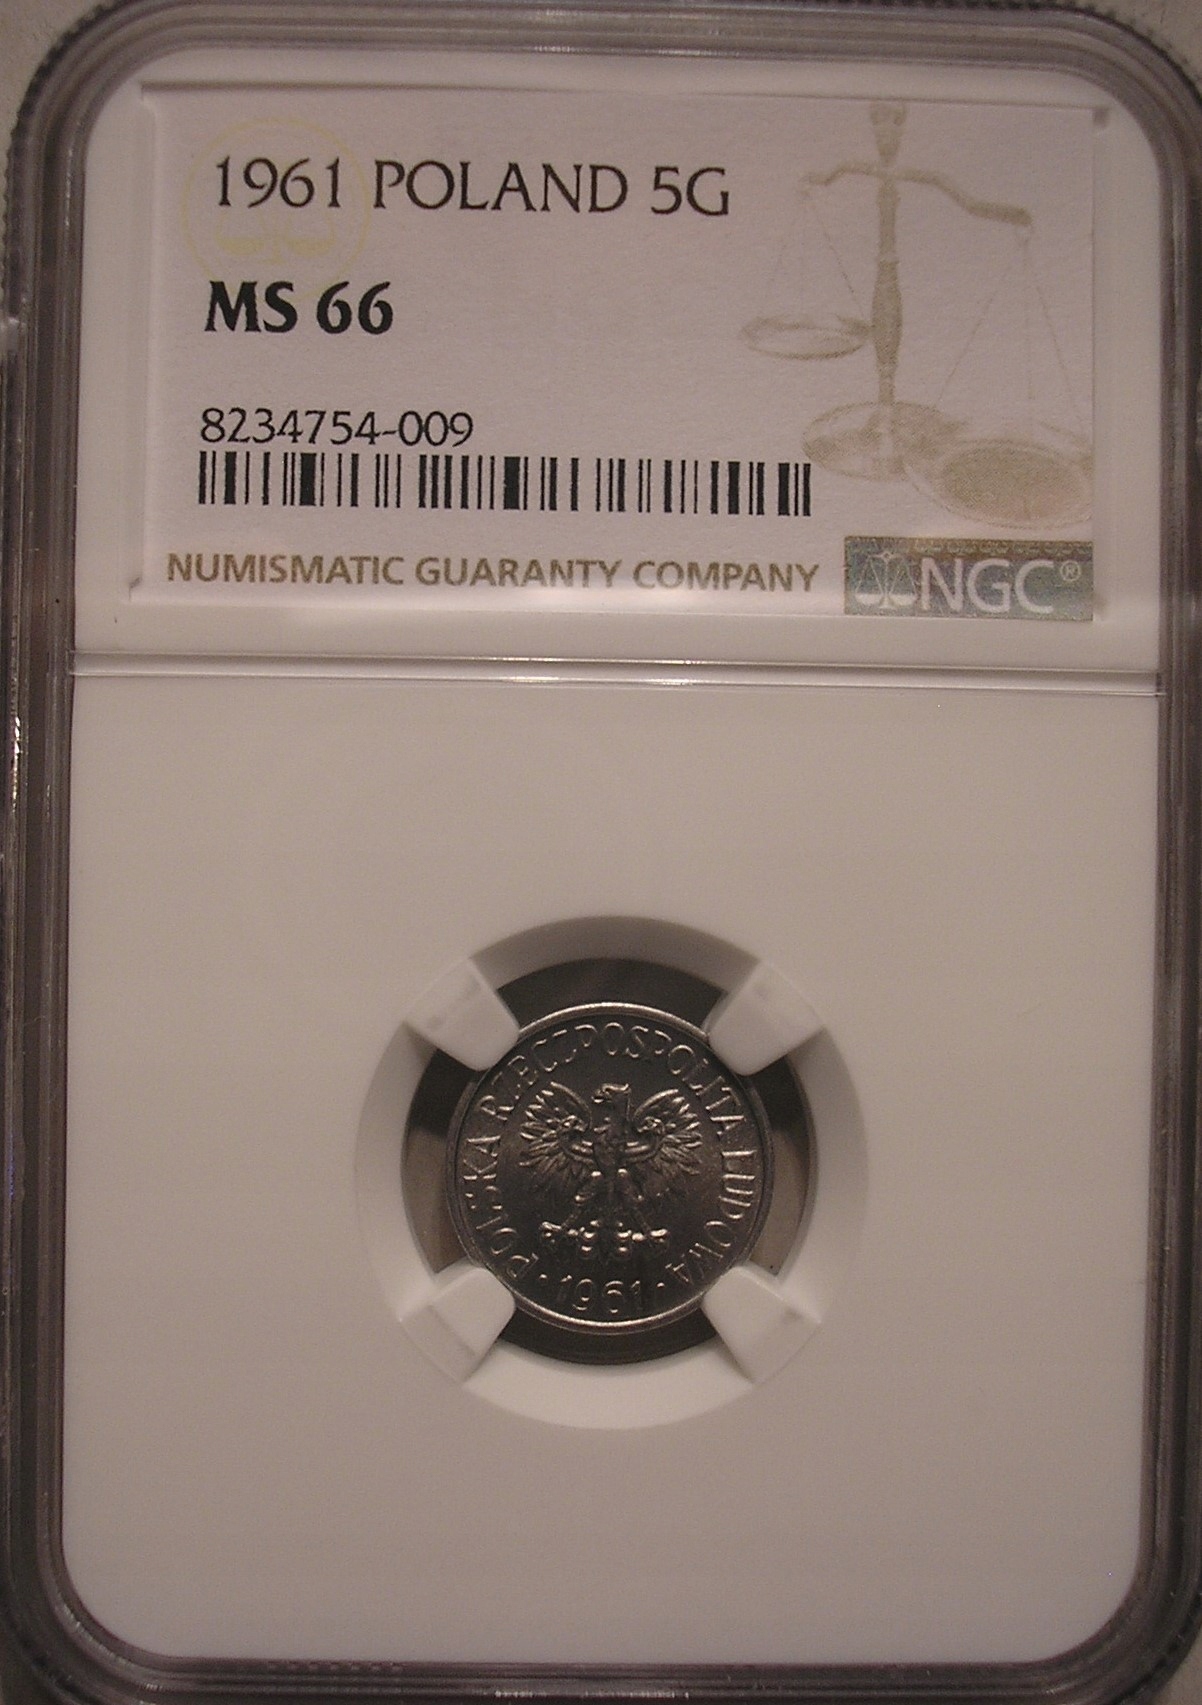 1961 POLAND 5G
MS 66
8234754-009
NUMISMATIC GUARANTY COMPANY
NGC®
POLSKA RZECZPOSPOLITA LUDOWA
· 1961 ·